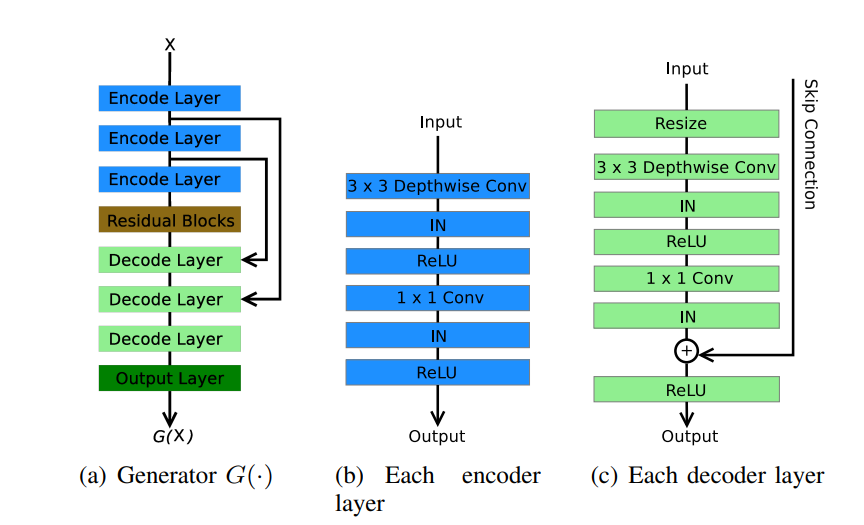 X
Encode Layer
Encode Layer
Encode Layer
Residual Blocks
Decode Layer
Decode Layer
Decode Layer
Output Layer
G(X)
(a) Generator G(·)
Input
3 x 3 Depthwise Conv
IN
ReLU
1 x 1 Conv
IN
ReLU
Output
(b) Each encoder
layer
Input
Skip Connection
Resize
3 x 3 Depthwise Conv
IN
ReLU
1 x 1 Conv
IN
+
ReLU
Output
(c) Each decoder layer